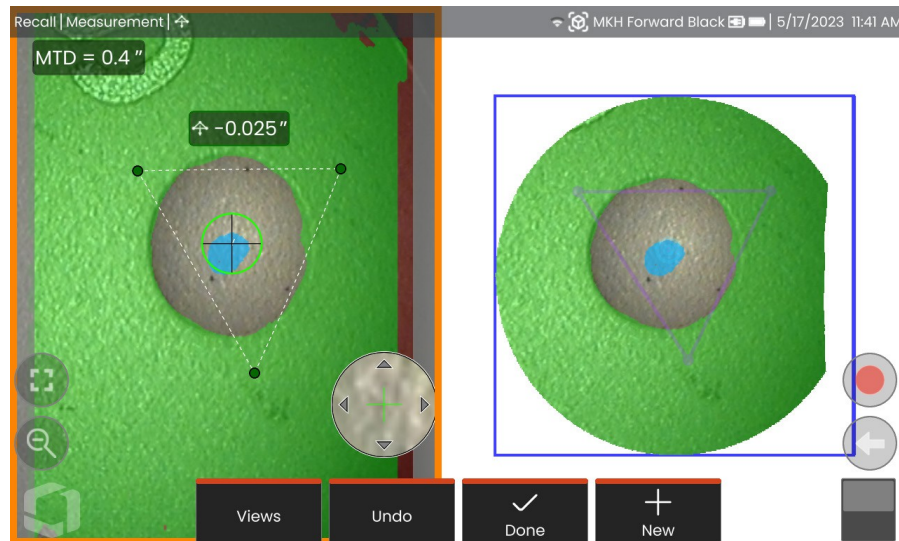 Recall | Measurement |
MKH Forward Black | 5/17/2023 11:41 AM
MTD = 0.4 ”
-0.025”
Views
Undo
Done
New